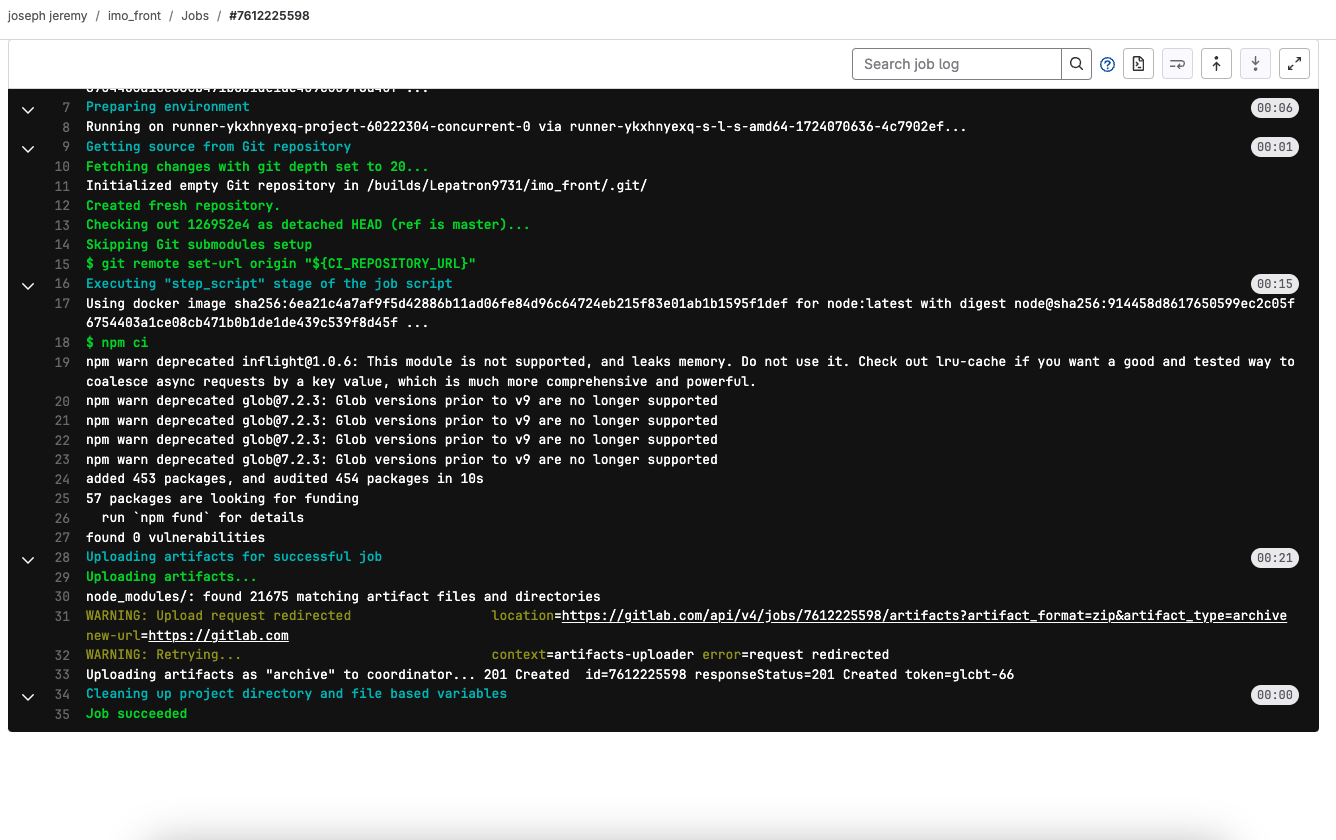 joseph jeremy / imo_front / Jobs / #7612225598
Search job log
7 Preparing environment 00:06
8 Running on runner-ykxhnyexq-project-60222304-concurrent-0 via runner-ykxhnyexq-s-l-s-amd64-1724070636-4c7902ef...
9 Getting source from Git repository 00:01
10 Fetching changes with git depth set to 20...
11 Initialized empty Git repository in /builds/Lepatron9731/imo_front/.git/
12 Created fresh repository.
13 Checking out 126952e4 as detached HEAD (ref is master)...
14 Skipping Git submodules setup
15 $ git remote set-url origin "${CI_REPOSITORY_URL}"
16 Executing "step_script" stage of the job script 00:15
17 Using docker image sha256:6ea21c4a7af9f5d42886b11ad06fe84d96c64724eb215f83e01ab1b1595f1def for node:latest with digest node@sha256:914458d8617650599ec2c05f
6754403a1ce08cb471b0b1de1de439c539f8d45f ...
18 $ npm ci
19 npm warn deprecated inflight@1.0.6: This module is not supported, and leaks memory. Do not use it. Check out lru-cache if you want a good and tested way to
coalesce async requests by a key value, which is much more comprehensive and powerful.
20 npm warn deprecated glob@7.2.3: Glob versions prior to v9 are no longer supported
21 npm warn deprecated glob@7.2.3: Glob versions prior to v9 are no longer supported
22 npm warn deprecated glob@7.2.3: Glob versions prior to v9 are no longer supported
23 npm warn deprecated glob@7.2.3: Glob versions prior to v9 are no longer supported
24 added 453 packages, and audited 454 packages in 10s
25 57 packages are looking for funding
26 run `npm fund` for details
27 found 0 vulnerabilities
28 Uploading artifacts for successful job 00:21
29 Uploading artifacts...
30 node_modules/: found 21675 matching artifact files and directories
31 WARNING: Upload request redirected location=https://gitlab.com/api/v4/jobs/7612225598/artifacts?artifact_format=zip&artifact_type=archive
new-url=https://gitlab.com
32 WARNING: Retrying... context=artifacts-uploader error=request redirected
33 Uploading artifacts as "archive" to coordinator... 201 Created id=7612225598 responseStatus=201 Created token=glcbt-66
34 Cleaning up project directory and file based variables 00:00
35 Job succeeded